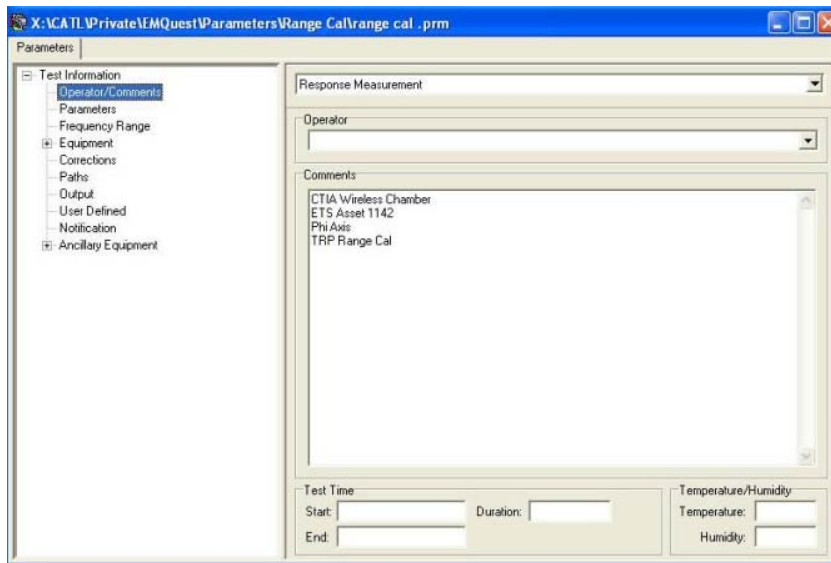 X:\CATL\Private\EMQuest\Parameters\Range Cal\range cal .prm
Parameters
Test Information
Operator/Comments
Parameters
Frequency Range
Equipment
Corrections
Paths
Output
User Defined
Notification
Ancillary Equipment
Response Measurement
Operator
Comments
CTIA Wireless Chamber
ETS Asset 1142
Phi Axis
TRP Range Cal
Test Time
Start:
Duration:
End:
Temperature/Humidity
Temperature:
Humidity: